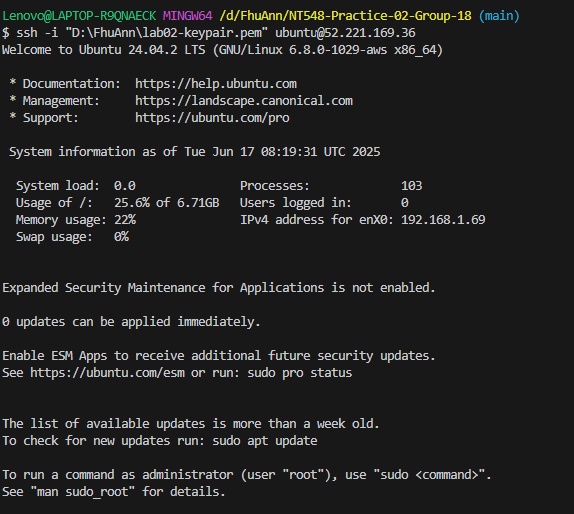 Lenovo@LAPTOP-R9QNAECK MINGW64 /d/FhuAnn/NT548-Practice-02-Group-18 (main)
$ ssh -i "D:\FhuAnn\lab02-keypair.pem" ubuntu@52.221.169.36
Welcome to Ubuntu 24.04.2 LTS (GNU/Linux 6.8.0-1029-aws x86_64)

 * Documentation:  https://help.ubuntu.com
 * Management:     https://landscape.canonical.com
 * Support:        https://ubuntu.com/pro

 System information as of Tue Jun 17 08:19:31 UTC 2025

  System load:  0.0               Processes:             103
  Usage of /:   25.6% of 6.71GB   Users logged in:       0
  Memory usage: 22%               IPv4 address for enX0: 192.168.1.69
  Swap usage:   0%


Expanded Security Maintenance for Applications is not enabled.

0 updates can be applied immediately.

Enable ESM Apps to receive additional future security updates.
See https://ubuntu.com/esm or run: sudo pro status


The list of available updates is more than a week old.
To check for new updates run: sudo apt update

To run a command as administrator (user "root"), use "sudo <command>".
See "man sudo_root" for details.